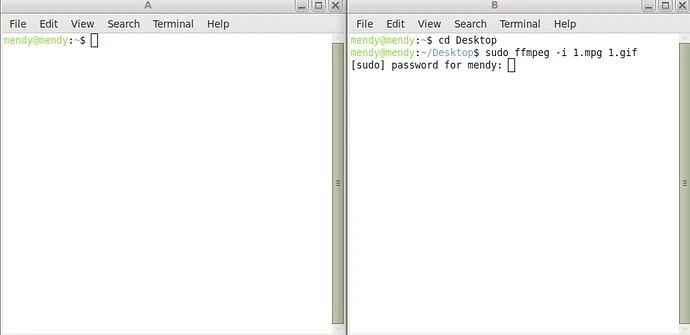 A
File Edit View Search Terminal Help
mendy@mendy:~$
B
File Edit View Search Terminal Help
mendy@mendy:~$ cd Desktop
mendy@mendy:~/Desktop$ sudo ffmpeg -i 1.mpg 1.gif
[sudo] password for mendy: